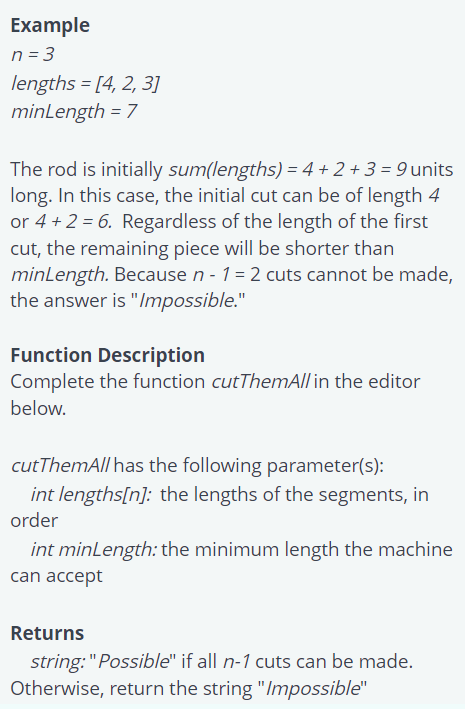 Example
n = 3
lengths = [4, 2, 3]
minLength = 7
The rod is initially sum(lengths) = 4 + 2 + 3 = 9 units
long. In this case, the initial cut can be of length 4
or 4 + 2 = 6. Regardless of the length of the first
cut, the remaining piece will be shorter than
minLength. Because n - 1 = 2 cuts cannot be made,
the answer is "Impossible."
Function Description
Complete the function cutThemAll in the editor
below.
cutThemAll has the following parameter(s):
int lengths[n]: the lengths of the segments, in
order
int minLength: the minimum length the machine
can accept
Returns
string: "Possible" if all n-1 cuts can be made.
Otherwise, return the string "Impossible"